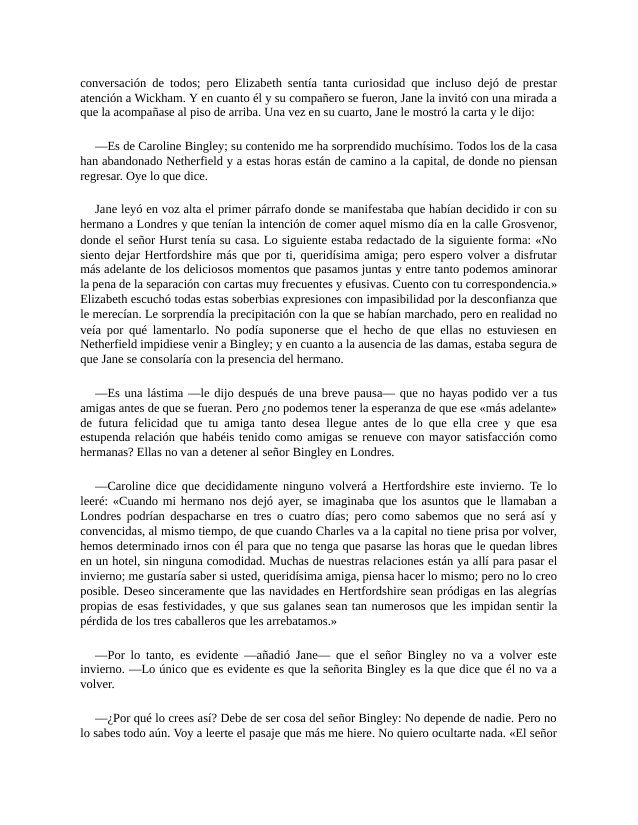 conversación de todos; pero Elizabeth sentía tanta curiosidad que incluso dejó de prestar
atención a Wickham. Y en cuanto él y su compañero se fueron, Jane la invitó con una mirada a
que la acompañase al piso de arriba. Una vez en su cuarto, Jane le mostró la carta y le dijo:
—Es de Caroline Bingley; su contenido me ha sorprendido muchísimo. Todos los de la casa
han abandonado Netherfield y a estas horas están de camino a la capital, de donde no piensan
regresar. Oye lo que dice.
Jane leyó en voz alta el primer párrafo donde se manifestaba que habían decidido ir con su
hermano a Londres y que tenían la intención de comer aquel mismo día en la calle Grosvenor,
donde el señor Hurst tenía su casa. Lo siguiente estaba redactado de la siguiente forma: «No
siento dejar Hertfordshire más que por ti, queridísima amiga; pero espero volver a disfrutar
más adelante de los deliciosos momentos que pasamos juntas y entre tanto podemos aminorar
la pena de la separación con cartas muy frecuentes y efusivas. Cuento con tu correspondencia.»
Elizabeth escuchó todas estas soberbias expresiones con impasibilidad por la desconfianza que
le merecían. Le sorprendía la precipitación con la que se habían marchado, pero en realidad no
veía por qué lamentarlo. No podía suponerse que el hecho de que ellas no estuviesen en
Netherfield impidiese venir a Bingley; y en cuanto a la ausencia de las damas, estaba segura de
que Jane se consolaría con la presencia del hermano.
—Es una lástima —le dijo después de una breve pausa— que no hayas podido ver a tus
amigas antes de que se fueran. Pero ¿no podemos tener la esperanza de que ese «más adelante»
de futura felicidad que tu amiga tanto desea llegue antes de lo que ella cree y que esa
estupenda relación que habéis tenido como amigas se renueve con mayor satisfacción como
hermanas? Ellas no van a detener al señor Bingley en Londres.
—Caroline dice que decididamente ninguno volverá a Hertfordshire este invierno. Te lo
leeré: «Cuando mi hermano nos dejó ayer, se imaginaba que los asuntos que le llamaban a
Londres podrían despacharse en tres o cuatro días; pero como sabemos que no será así y
convencidas, al mismo tiempo, de que cuando Charles va a la capital no tiene prisa por volver,
hemos determinado irnos con él para que no tenga que pasarse las horas que le quedan libres
en un hotel, sin ninguna comodidad. Muchas de nuestras relaciones están ya allí para pasar el
invierno; me gustaría saber si usted, queridísima amiga, piensa hacer lo mismo; pero no lo creo
posible. Deseo sinceramente que las navidades en Hertfordshire sean pródigas en las alegrías
propias de esas festividades, y que sus galanes sean tan numerosos que les impidan sentir la
pérdida de los tres caballeros que les arrebatamos.»
—Por lo tanto, es evidente —añadió Jane— que el señor Bingley no va a volver este
invierno. —Lo único que es evidente es que la señorita Bingley es la que dice que él no va a
volver.
—¿Por qué lo crees así? Debe de ser cosa del señor Bingley: No depende de nadie. Pero no
lo sabes todo aún. Voy a leerte el pasaje que más me hiere. No quiero ocultarte nada. «El señor